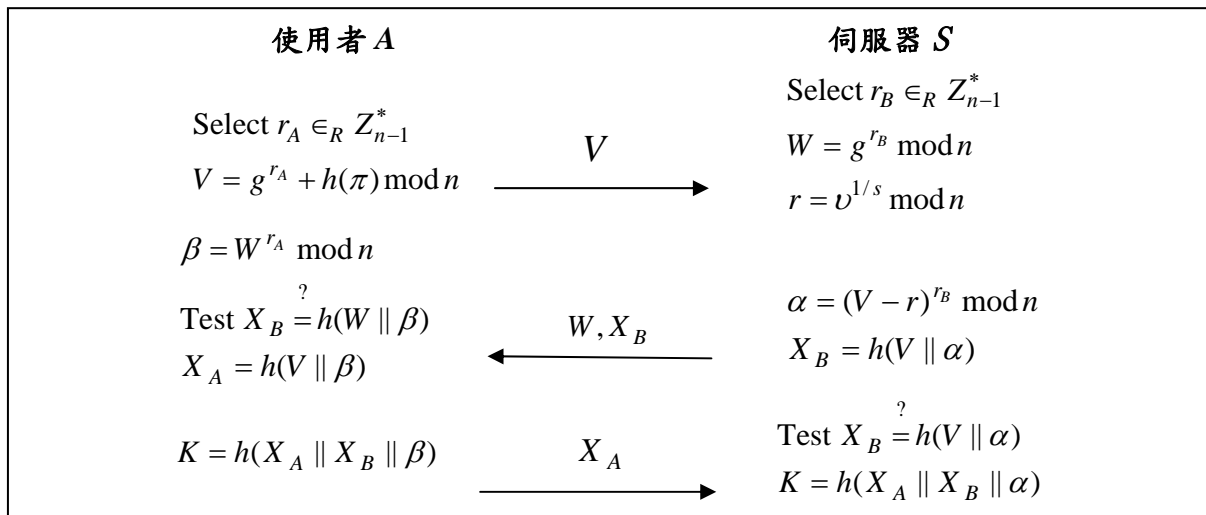 使用者 A
伺服器 S
Select r_A ∈_R Z*_{n-1}
V = g^{r_A} + h(π) mod n
V
Select r_B ∈_R Z*_{n-1}
W = g^{r_B} mod n
r = υ^{1/s} mod n
β = W^{r_A} mod n
Test X_B ?= h(W || β)
X_A = h(V || β)
W, X_B
α = (V − r)^{r_B} mod n
X_B = h(V || α)
K = h(X_A || X_B || β)
X_A
Test X_B ?= h(V || α)
K = h(X_A || X_B || α)